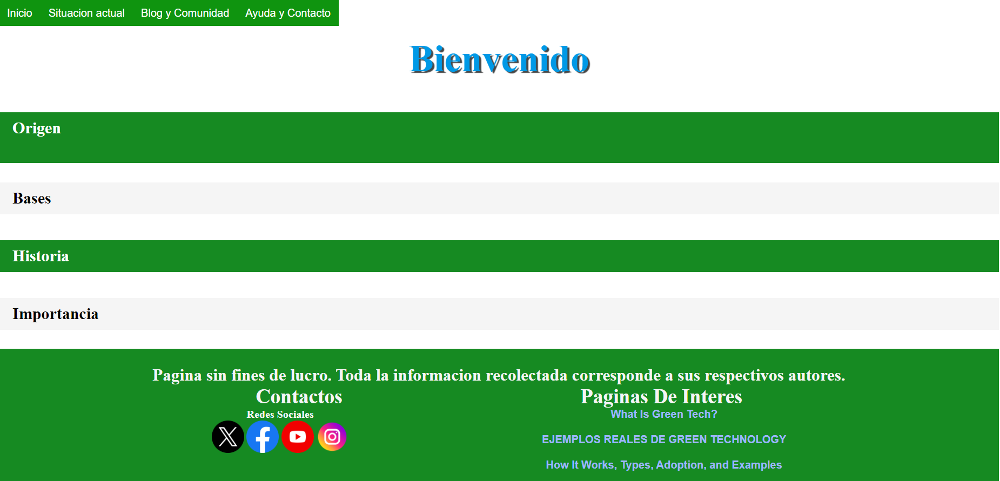 Inicio Situacion actual Blog y Comunidad Ayuda y Contacto
Bienvenido
Origen
Bases
Historia
Importancia
Pagina sin fines de lucro. Toda la informacion recolectada corresponde a sus respectivos autores.
Contactos
Redes Sociales
Paginas De Interes
What Is Green Tech?
EJEMPLOS REALES DE GREEN TECHNOLOGY
How It Works, Types, Adoption, and Examples